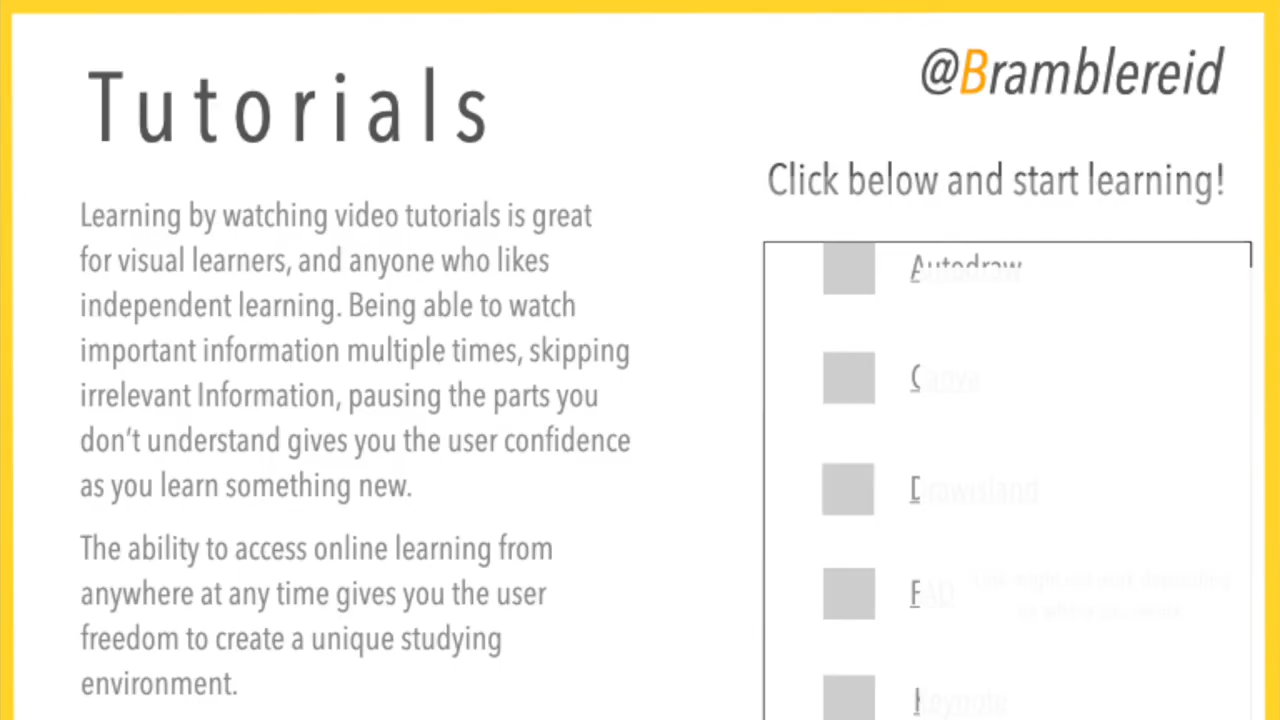 Tutorials
@Bramblereid
Click below and start learning!
Learning by watching video tutorials is great
for visual learners, and anyone who likes
independent learning. Being able to watch
important information multiple times, skipping
irrelevant Information, pausing the parts you
don’t understand gives you the user confidence
as you learn something new.
The ability to access online learning from
anywhere at any time gives you the user
freedom to create a unique studying
environment.
Autodraw
Canva
Drawisland
Keynote